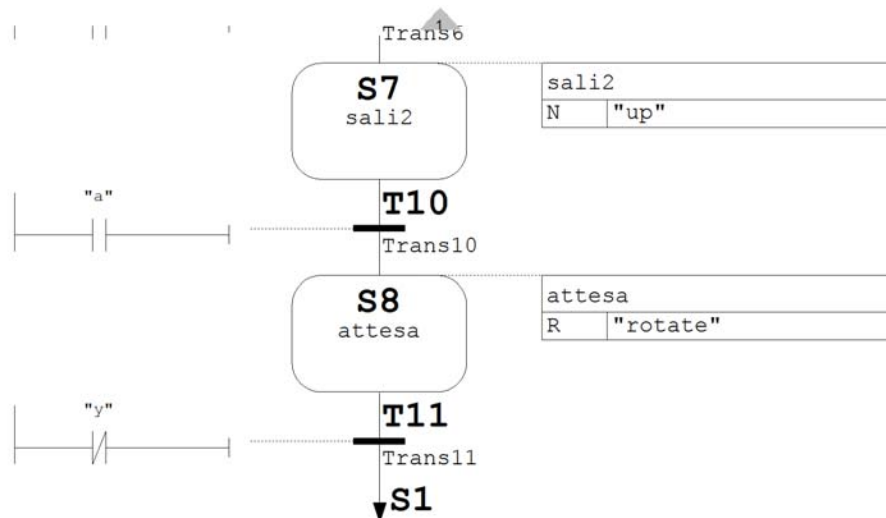 1
Trans6
S7
sali2
sali2
N "up"
"a"
T10
Trans10
S8
attesa
attesa
R "rotate"
"y"
T11
Trans11
S1